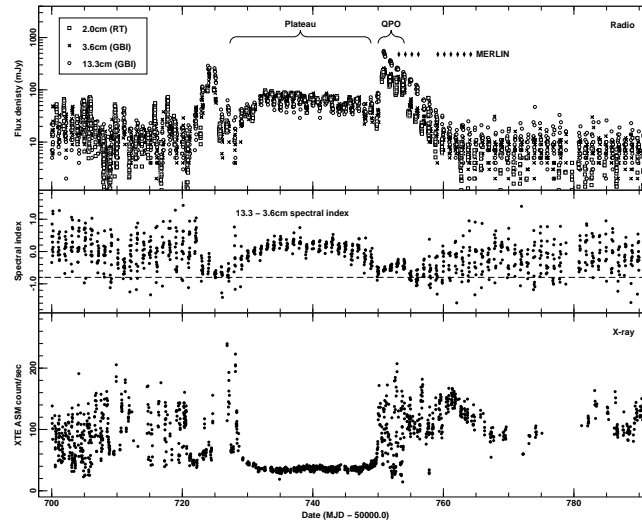 Plateau
QPO
Radio
2.0cm (RT)
3.6cm (GBI)
13.3cm (GBI)
MERLIN
Flux denisty (mJy)
1000
100
10
13.3 – 3.6cm spectral index
Spectral index
1.0
0.0
-1.0
X-ray
XTE ASM count/sec
200
100
0
700
720
740
760
780
Date (MJD – 50000.0)